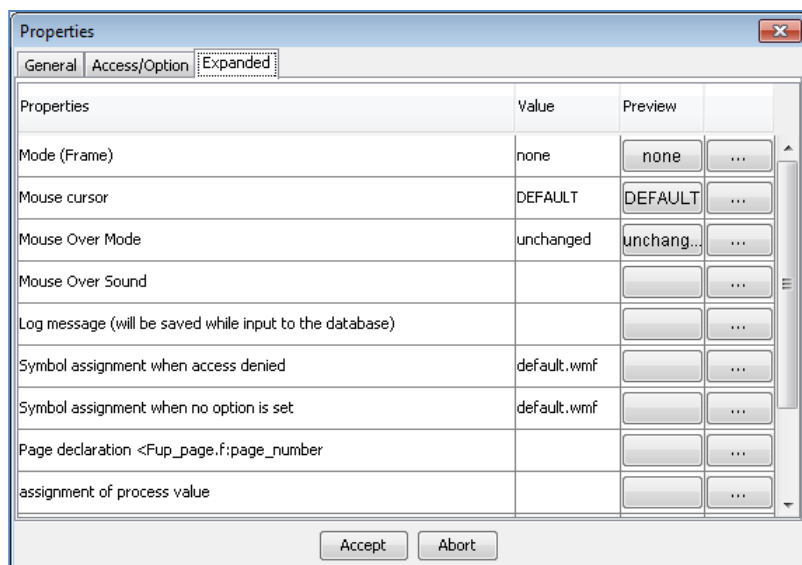 Properties
General Access/Option Expanded
Properties Value Preview
Mode (Frame) none none ...
Mouse cursor DEFAULT DEFAULT ...
Mouse Over Mode unchanged unchang... ...
Mouse Over Sound ...
Log message (will be saved while input to the database) ...
Symbol assignment when access denied default.wmf ...
Symbol assignment when no option is set default.wmf ...
Page declaration <Fup_page.f:page_number ...
assignment of process value ...
Accept Abort